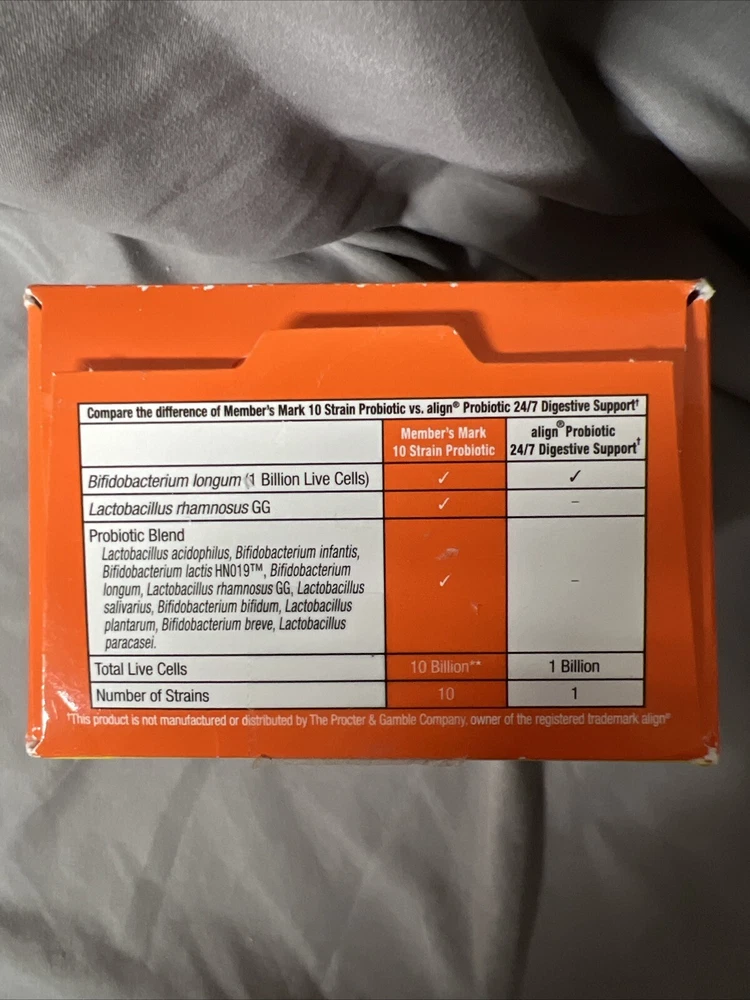 Compare the difference of Member's Mark 10 Strain Probiotic vs. align® Probiotic 24/7 Digestive Support†
Member's Mark
10 Strain Probiotic
align® Probiotic
24/7 Digestive Support†
Bifidobacterium longum (1 Billion Live Cells) ✓ ✓
Lactobacillus rhamnosus GG ✓ –
Probiotic Blend
Lactobacillus acidophilus, Bifidobacterium infantis,
Bifidobacterium lactis HN019™, Bifidobacterium
longum, Lactobacillus rhamnosus GG, Lactobacillus
salivarius, Bifidobacterium bifidum, Lactobacillus
plantarum, Bifidobacterium breve, Lactobacillus
paracasei.
✓ –
Total Live Cells 10 Billion** 1 Billion
Number of Strains 10 1
†This product is not manufactured or distributed by The Procter & Gamble Company, owner of the registered trademark align®